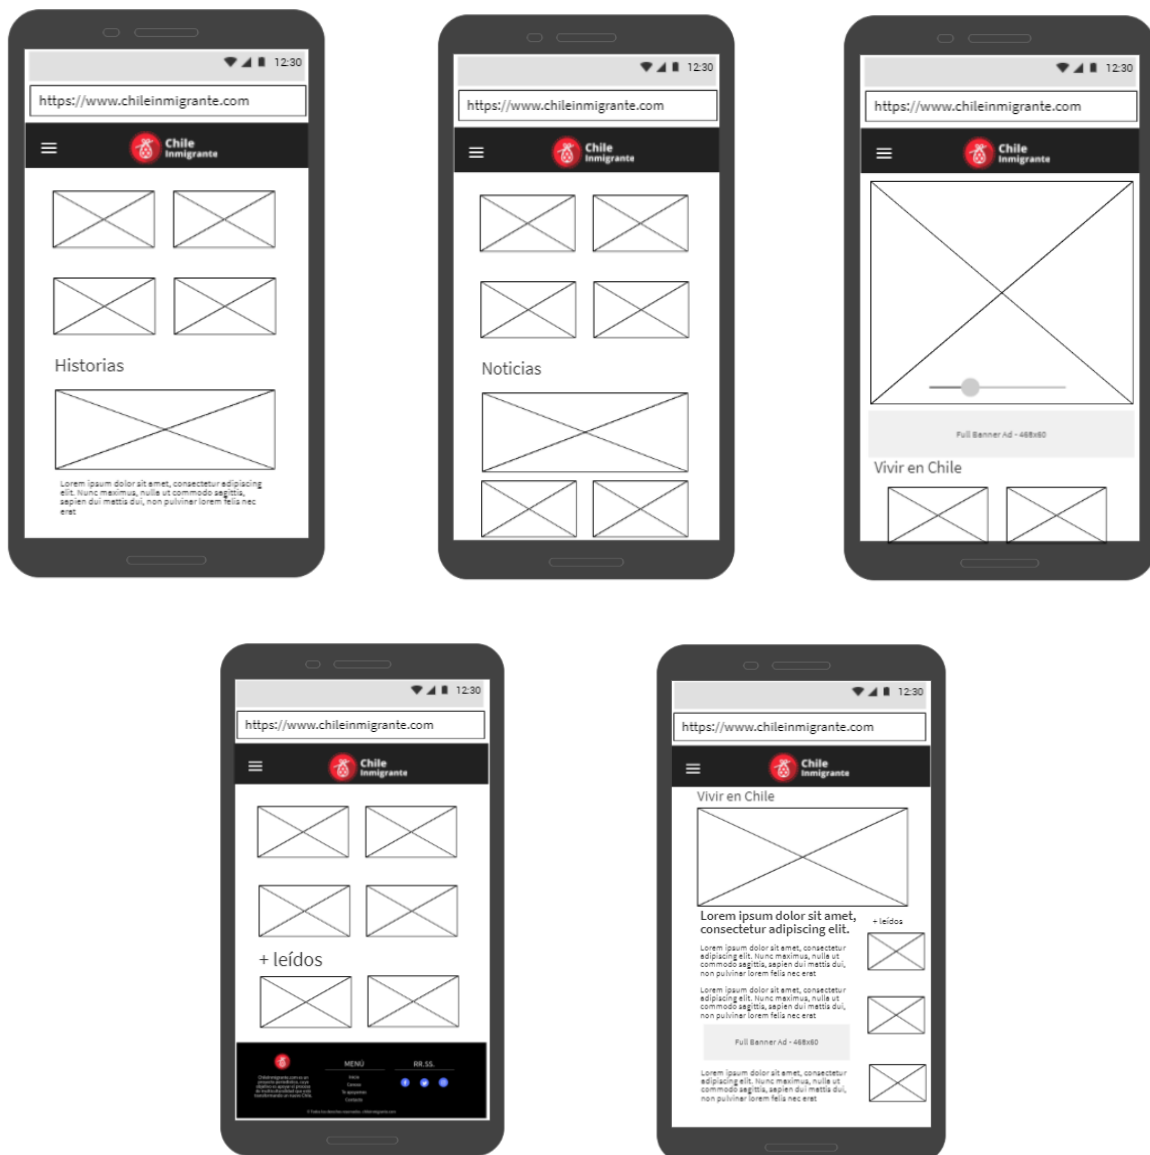 12:30
https://www.chileinmigrante.com
Chile
Inmigrante
Historias
Lorem ipsum dolor sit amet, consectetur adipiscing
elit. Nunc maximus, nulla ut commodo sagittis,
sapien dui mattis dui, non pulvinar lorem felis nec
erat
12:30
https://www.chileinmigrante.com
Chile
Inmigrante
Noticias
12:30
https://www.chileinmigrante.com
Chile
Inmigrante
Full Banner Ad - 468x60
Vivir en Chile
12:30
https://www.chileinmigrante.com
Chile
Inmigrante
+ leídos
MENÚ
RR.SS.
Inicio
Contacto
12:30
https://www.chileinmigrante.com
Chile
Inmigrante
Vivir en Chile
Lorem ipsum dolor sit amet,
consectetur adipiscing elit.
Lorem ipsum dolor sit amet, consectetur
adipiscing elit. Nunc maximus, nulla ut
commodo sagittis, sapien dui mattis dui,
non pulvinar lorem felis nec erat
Lorem ipsum dolor sit amet, consectetur
adipiscing elit. Nunc maximus, nulla ut
commodo sagittis, sapien dui mattis dui,
non pulvinar lorem felis nec erat
Full Banner Ad - 468x60
Lorem ipsum dolor sit amet, consectetur
adipiscing elit. Nunc maximus, nulla ut
commodo sagittis, sapien dui mattis dui,
non pulvinar lorem felis nec erat
+ leídos